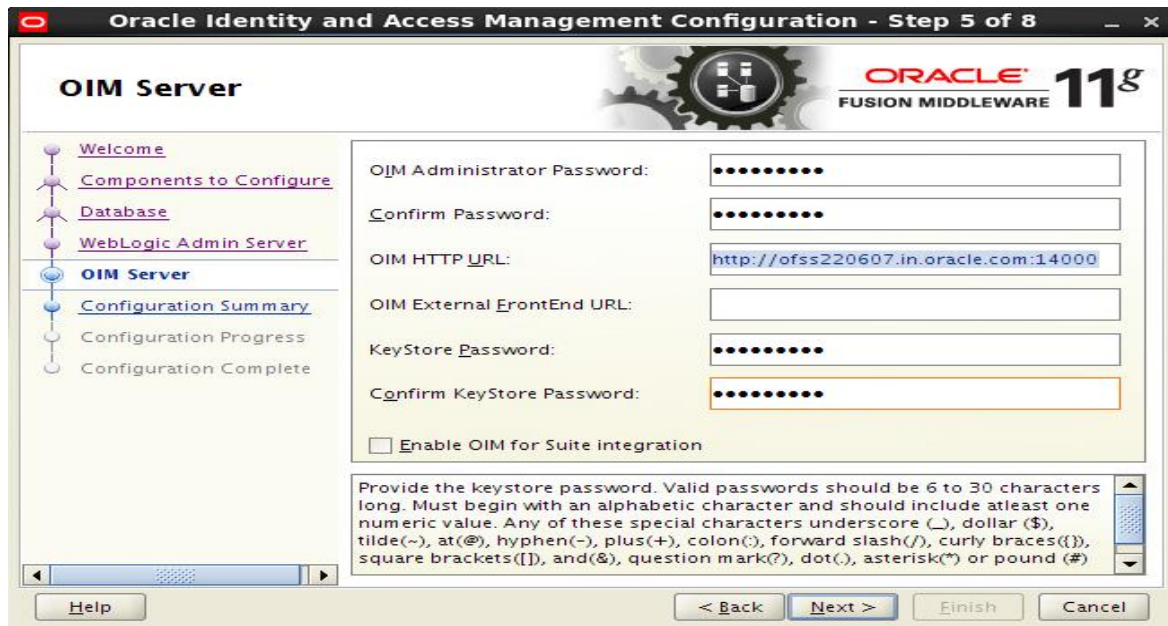 Oracle Identity and Access Management Configuration - Step 5 of 8
OIM Server
ORACLE
FUSION MIDDLEWARE
11g
Welcome
Components to Configure
Database
WebLogic Admin Server
OIM Server
Configuration Summary
Configuration Progress
Configuration Complete
OIM Administrator Password:
•••••••••
Confirm Password:
•••••••••
OIM HTTP URL:
http://ofss220607.in.oracle.com:14000
OIM External FrontEnd URL:
KeyStore Password:
•••••••••
Confirm KeyStore Password:
•••••••••
Enable OIM for Suite integration
Provide the keystore password. Valid passwords should be 6 to 30 characters
long. Must begin with an alphabetic character and should include atleast one
numeric value. Any of these special characters underscore (_), dollar ($),
tilde(~), at(@), hyphen(-), plus(+), colon(:), forward slash(/), curly braces({}),
square brackets([]), and(&), question mark(?), dot(.), asterisk(*) or pound (#)
Help
< Back
Next >
Finish
Cancel